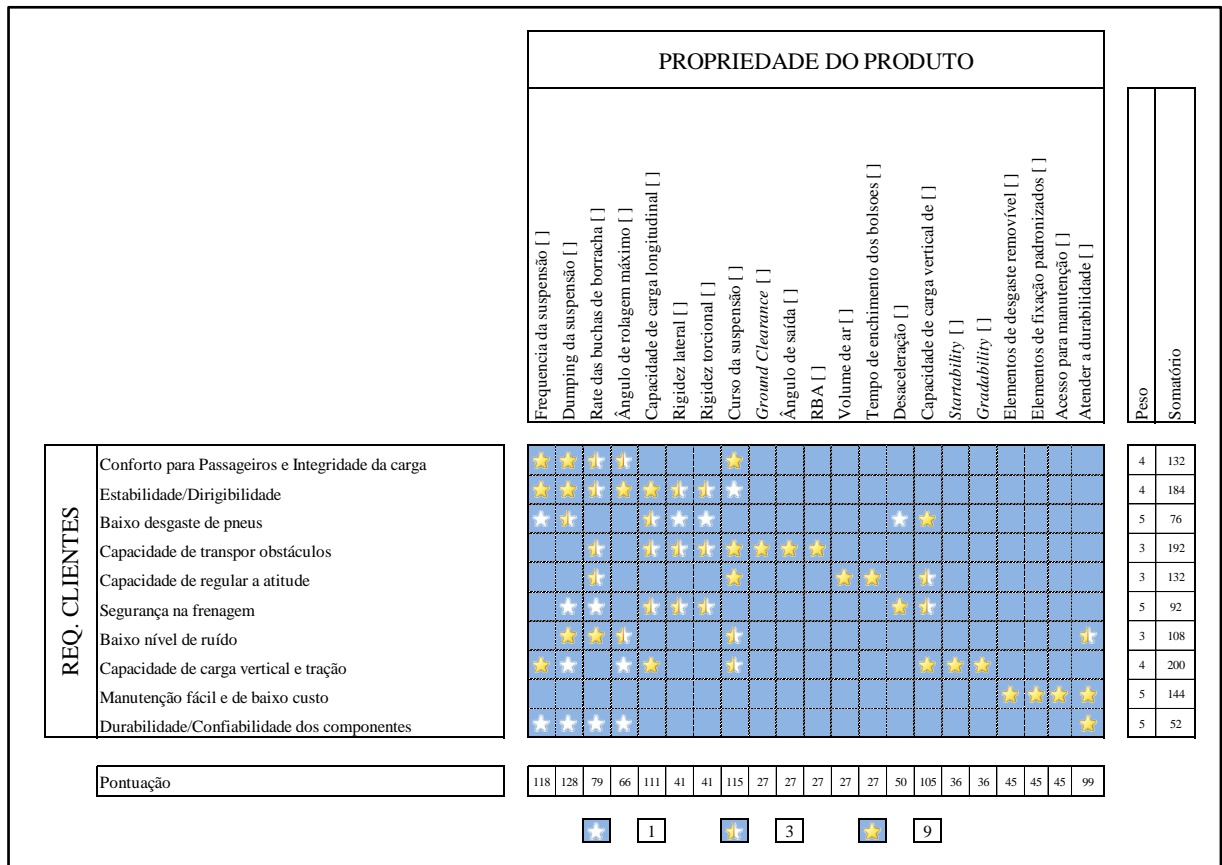 PROPRIEDADE DO PRODUTO
Frequencia da suspensão [ ]
Dumping da suspensão [ ]
Rate das buchas de borracha [ ]
Ângulo de rolagem máximo [ ]
Capacidade de carga longitudinal [ ]
Rigidez lateral [ ]
Rigidez torcional [ ]
Curso da suspensão [ ]
Ground Clearance [ ]
Ângulo de saída [ ]
RBA [ ]
Volume de ar [ ]
Tempo de enchimento dos bolsoes [ ]
Desaceleração [ ]
Capacidade de carga vertical de [ ]
Startability [ ]
Gradability [ ]
Elementos de desgaste removível [ ]
Elementos de fixação padronizados [ ]
Acesso para manutenção [ ]
Atender a durabilidade [ ]
Peso
Somatório
REQ. CLIENTES
Conforto para Passageiros e Integridade da carga 4 132
Estabilidade/Dirigibilidade 4 184
Baixo desgaste de pneus 5 76
Capacidade de transpor obstáculos 3 192
Capacidade de regular a atitude 3 132
Segurança na frenagem 5 92
Baixo nível de ruído 3 108
Capacidade de carga vertical e tração 4 200
Manutenção fácil e de baixo custo 5 144
Durabilidade/Confiabilidade dos componentes 5 52
Pontuação 118 128 79 66 111 41 41 115 27 27 27 27 27 50 105 36 36 45 45 45 99
1 3 9